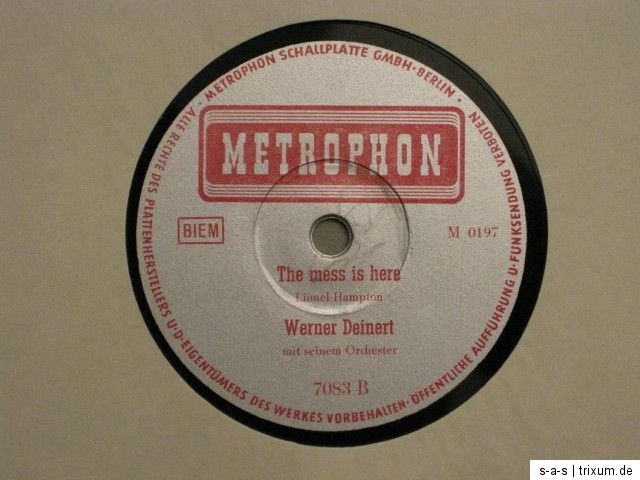 · METROPHON SCHALLPLATTE GMBH · BERLIN ·
ALLE RECHTE DES PLATTENHERSTELLERS U·D·EIGENTÜMERS DES WERKES VORBEHALTEN·ÖFFENTLICHE AUFFÜHRUNG U·FUNKSENDUNG VERBOTEN
METROPHON
BIEM
M 0197
The mess is here
Lionel Hampton
Werner Deinert
mit seinem Orchester
7083 B
s-a-s | trixum.de